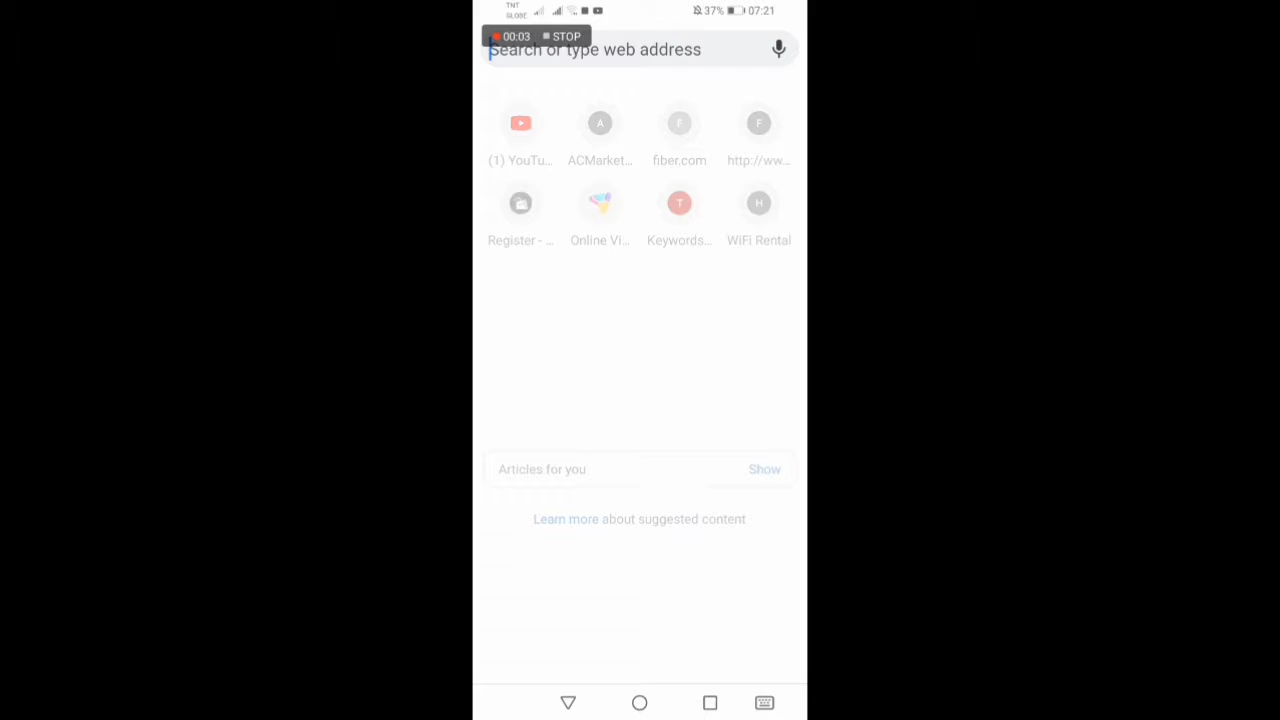 TNT
GLOBE
37% 07:21
00:03 STOP
Search or type web address
(1) YouTu... ACMarket... fiber.com http://ww...
Register - ... Online Vi... Keywords... WiFi Rental
Articles for you Show
Learn more about suggested content